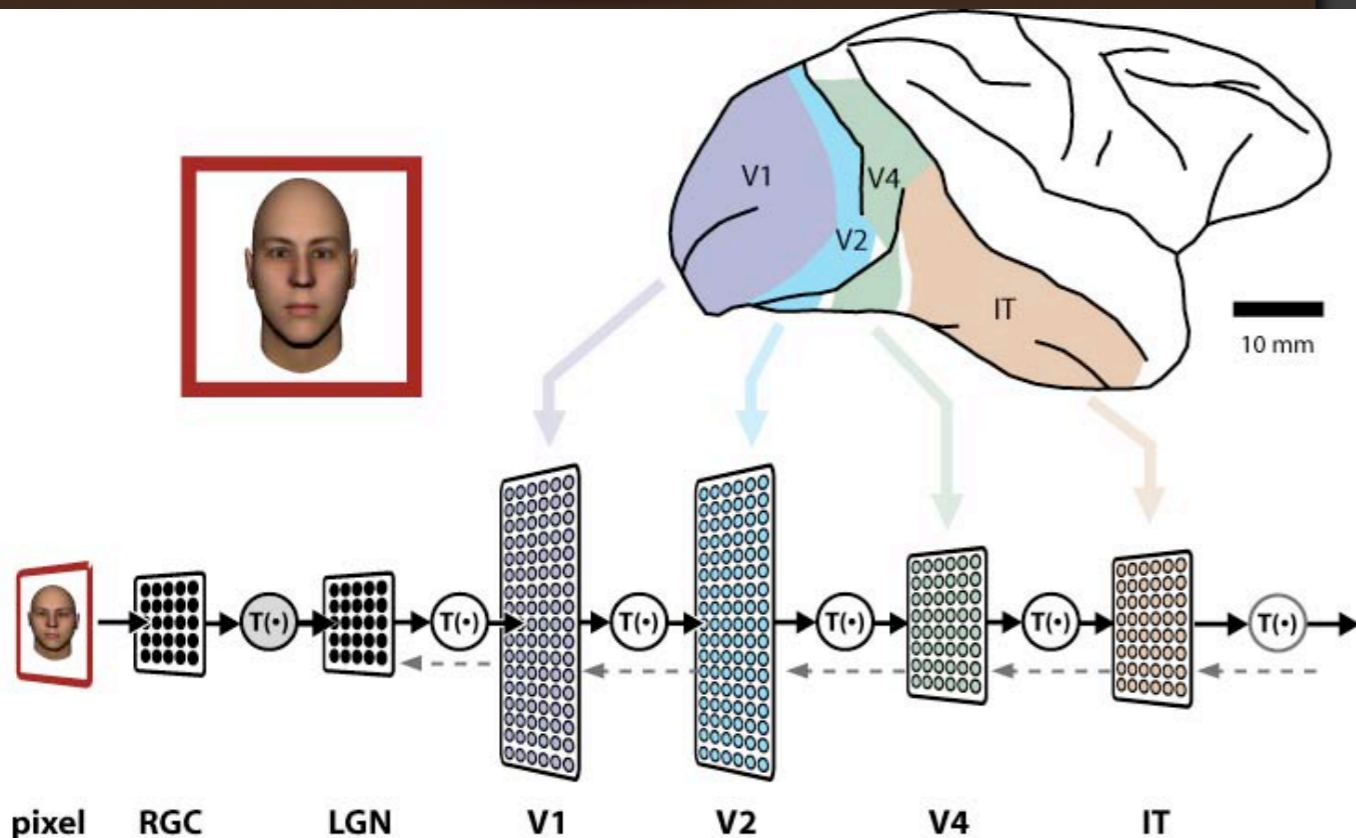 V1
V4
V2
IT
10 mm
T(•)
T(•)
T(•)
T(•)
T(•)
T(•)
pixel RGC LGN V1 V2 V4 IT